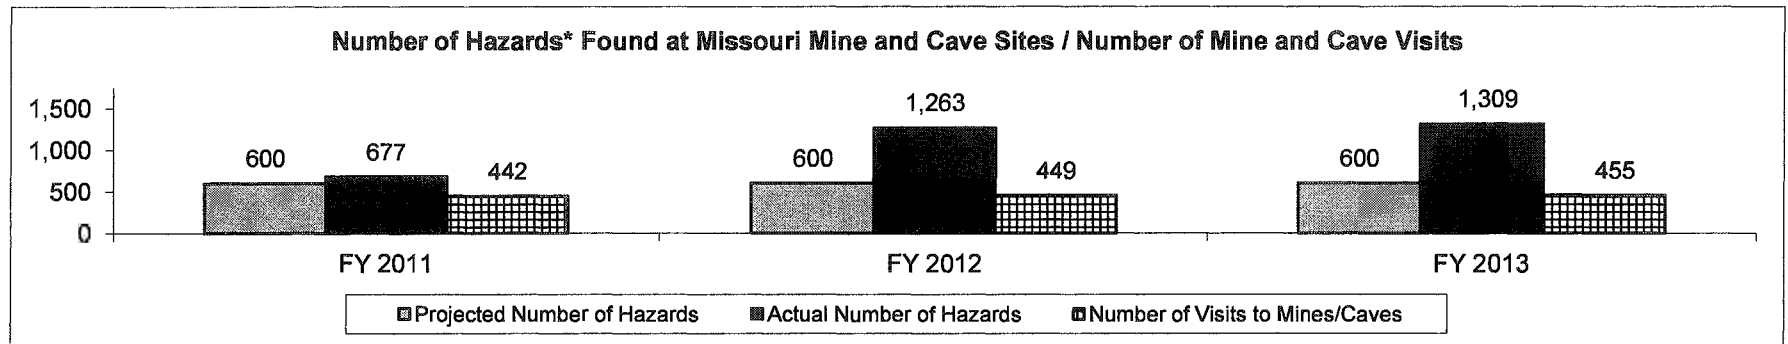 Number of Hazards* Found at Missouri Mine and Cave Sites / Number of Mine and Cave Visits
1,500
1,000
500
0
600
677
442
600
1,263
449
600
1,309
455
FY 2011
FY 2012
FY 2013
Projected Number of Hazards
Actual Number of Hazards
Number of Visits to Mines/Caves